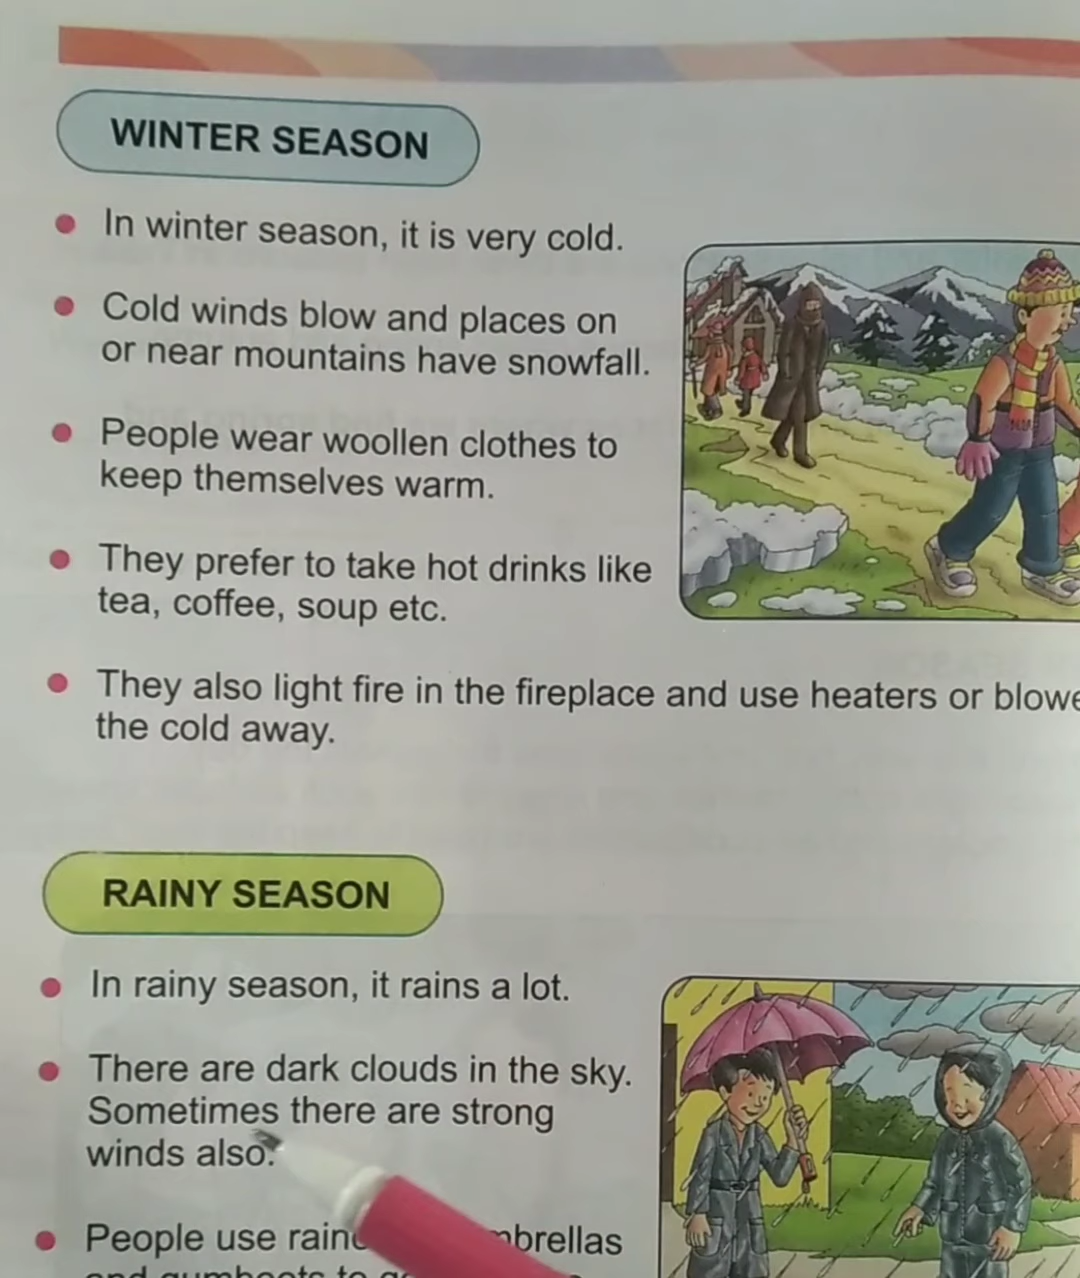 WINTER SEASON
In winter season, it is very cold.
Cold winds blow and places on
or near mountains have snowfall.
People wear woollen clothes to
keep themselves warm.
They prefer to take hot drinks like
tea, coffee, soup etc.
They also light fire in the fireplace and use heaters or
the cold away.
RAINY SEASON
In rainy season, it rains a lot.
There are dark clouds in the sky.
Sometimes there are strong
winds also.
People use
and gumboots to